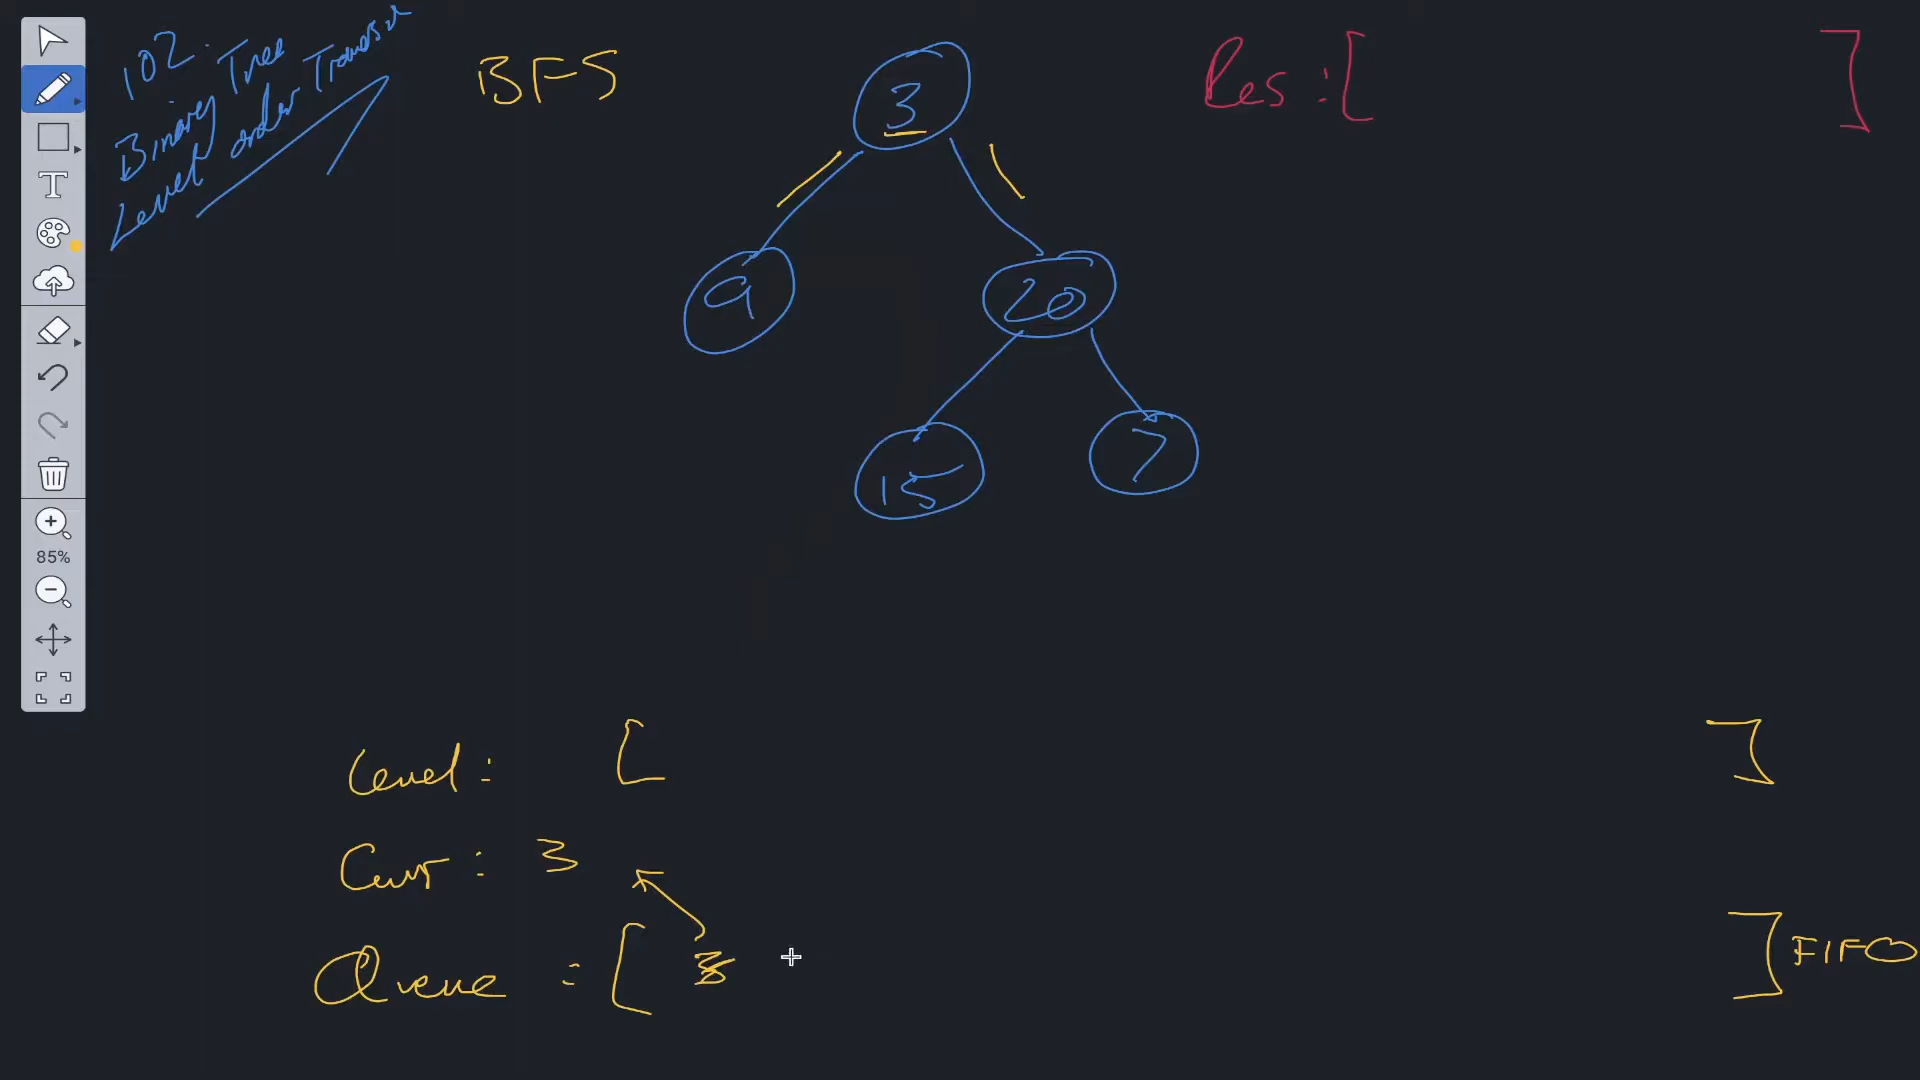 102. Binary Tree
Level order Traversal
BFS
Res : [ ]
3
9
20
15
7
Level : [ ]
Curr : 3
Queue = [ 3 ] FIFO
T
85%